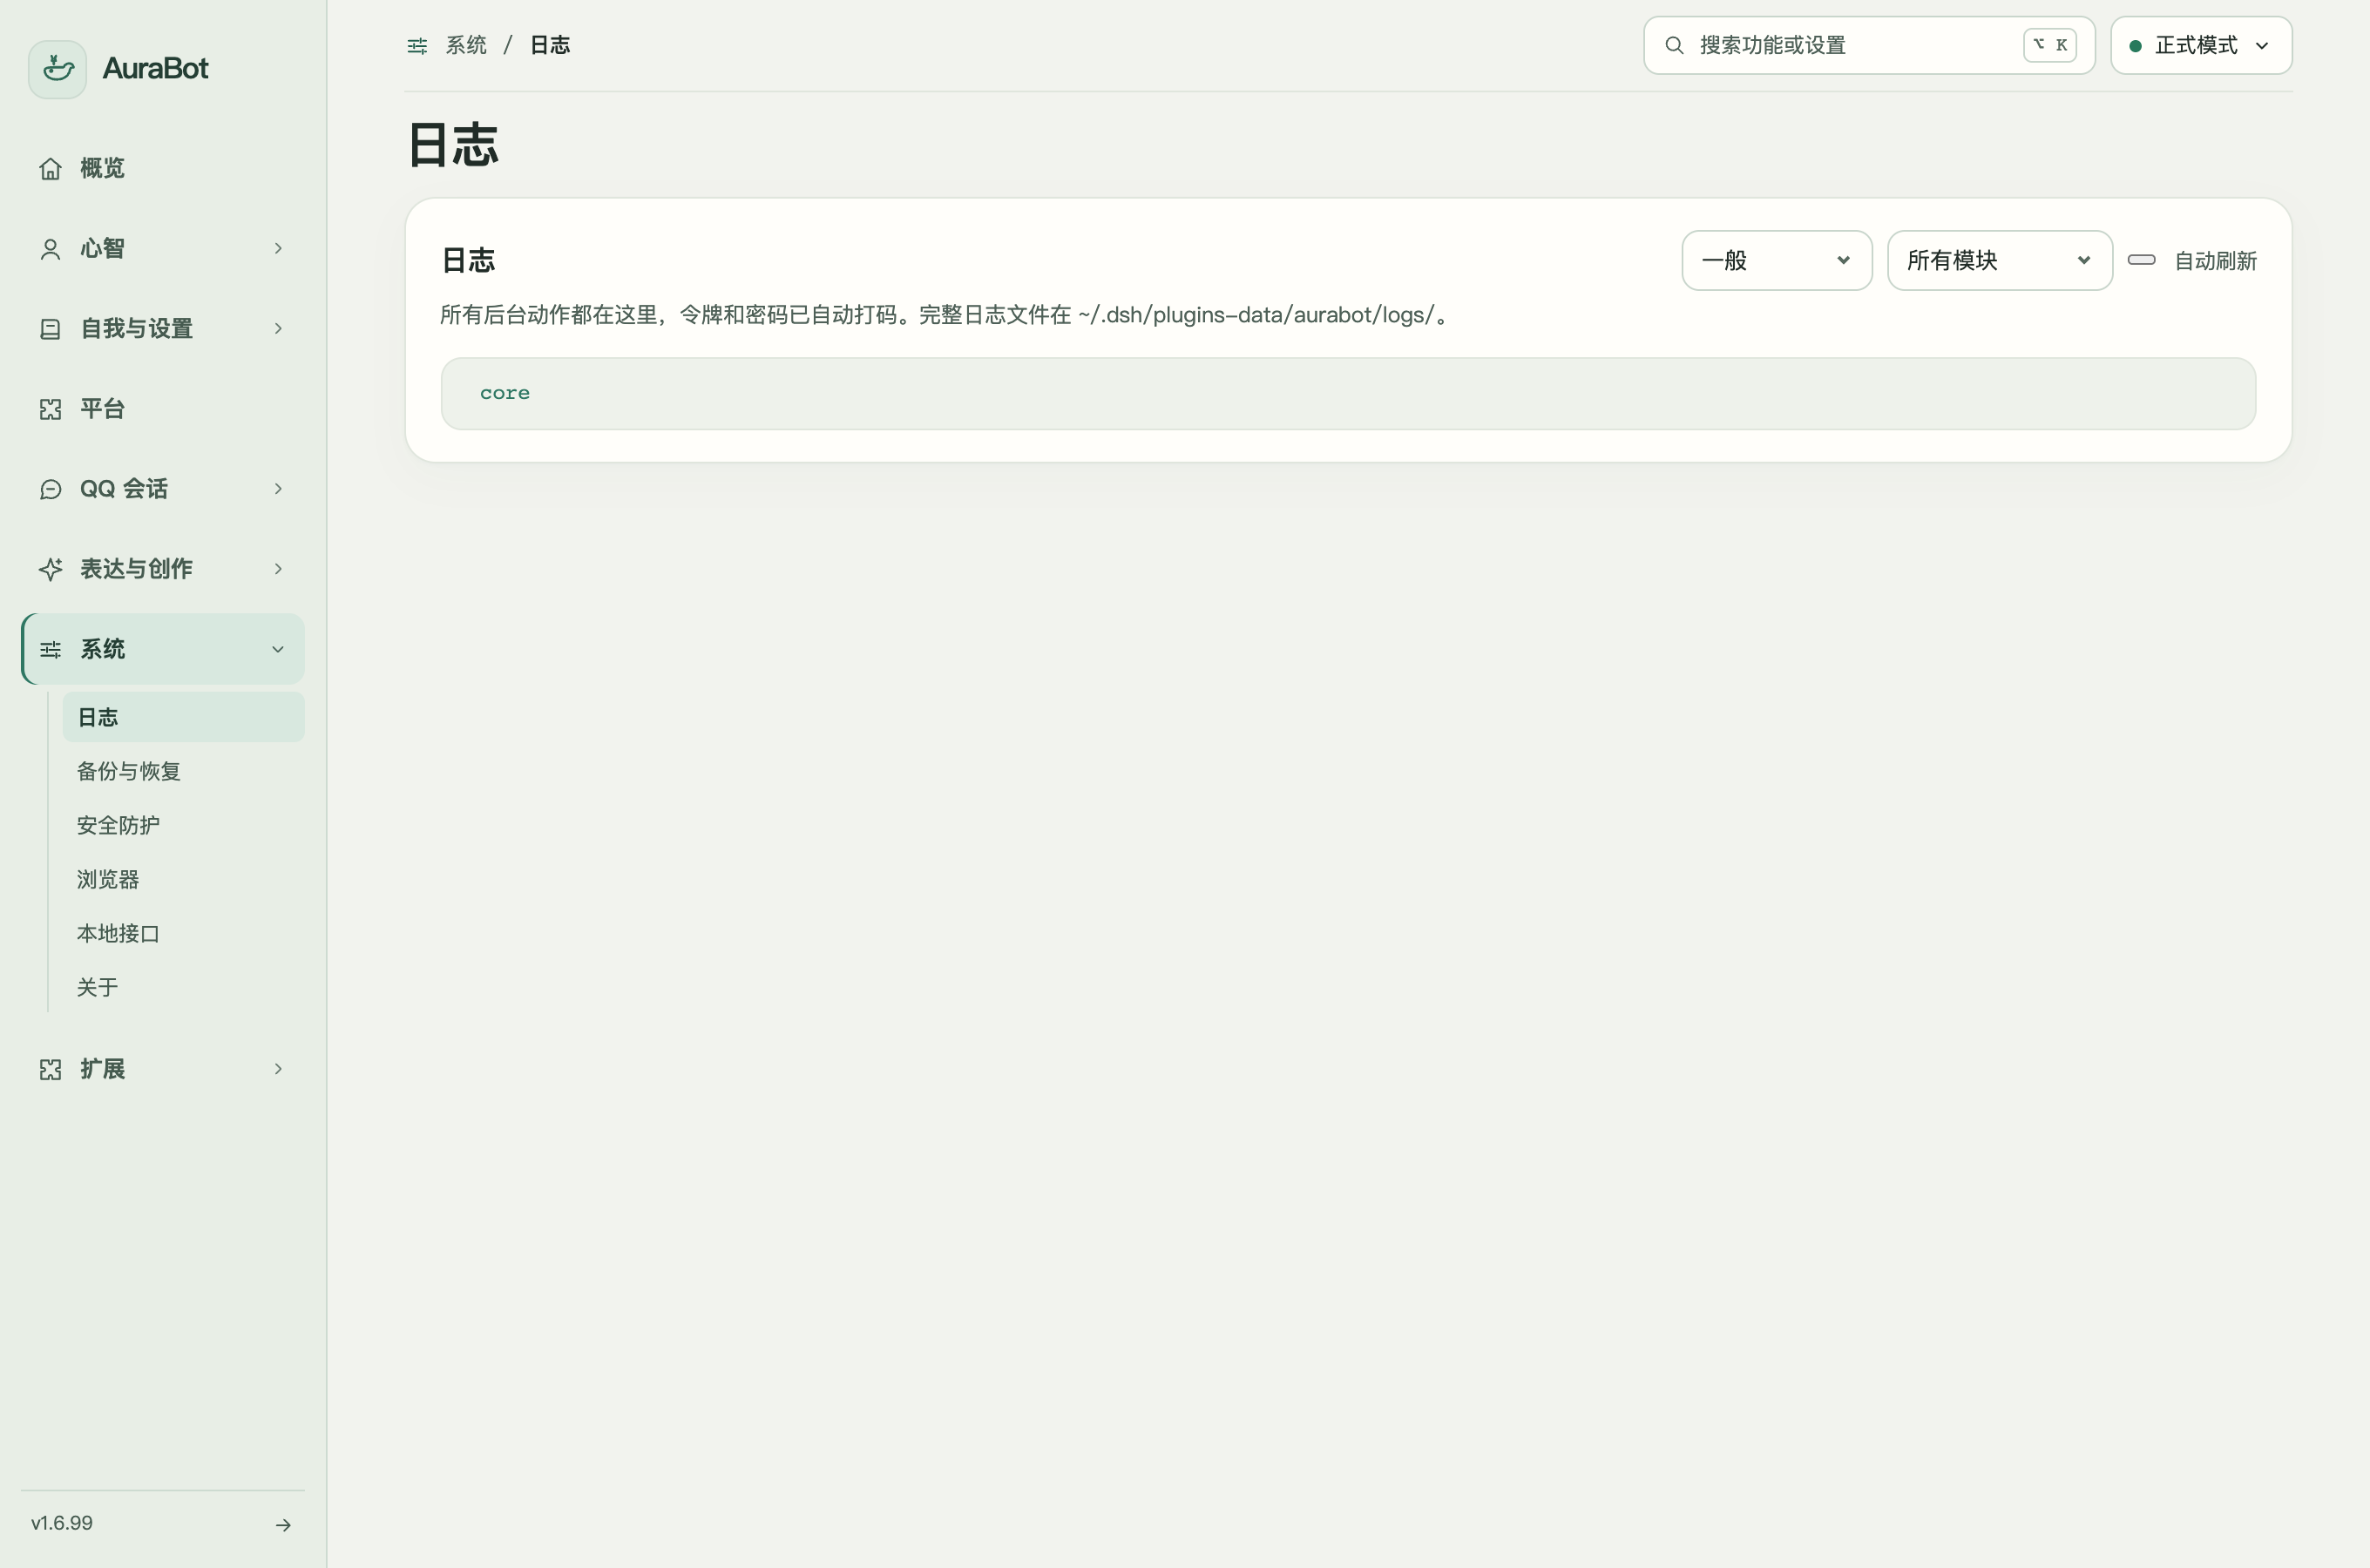 AuraBot
概览
心智
自我与设置
平台
QQ 会话
表达与创作
系统
日志
备份与恢复
安全防护
浏览器
本地接口
关于
扩展
v1.6.99
系统 / 日志
搜索功能或设置 ⌥ K
正式模式
日志
日志
一般
所有模块
自动刷新
所有后台动作都在这里，令牌和密码已自动打码。完整日志文件在 ~/.dsh/plugins-data/aurabot/logs/。
core